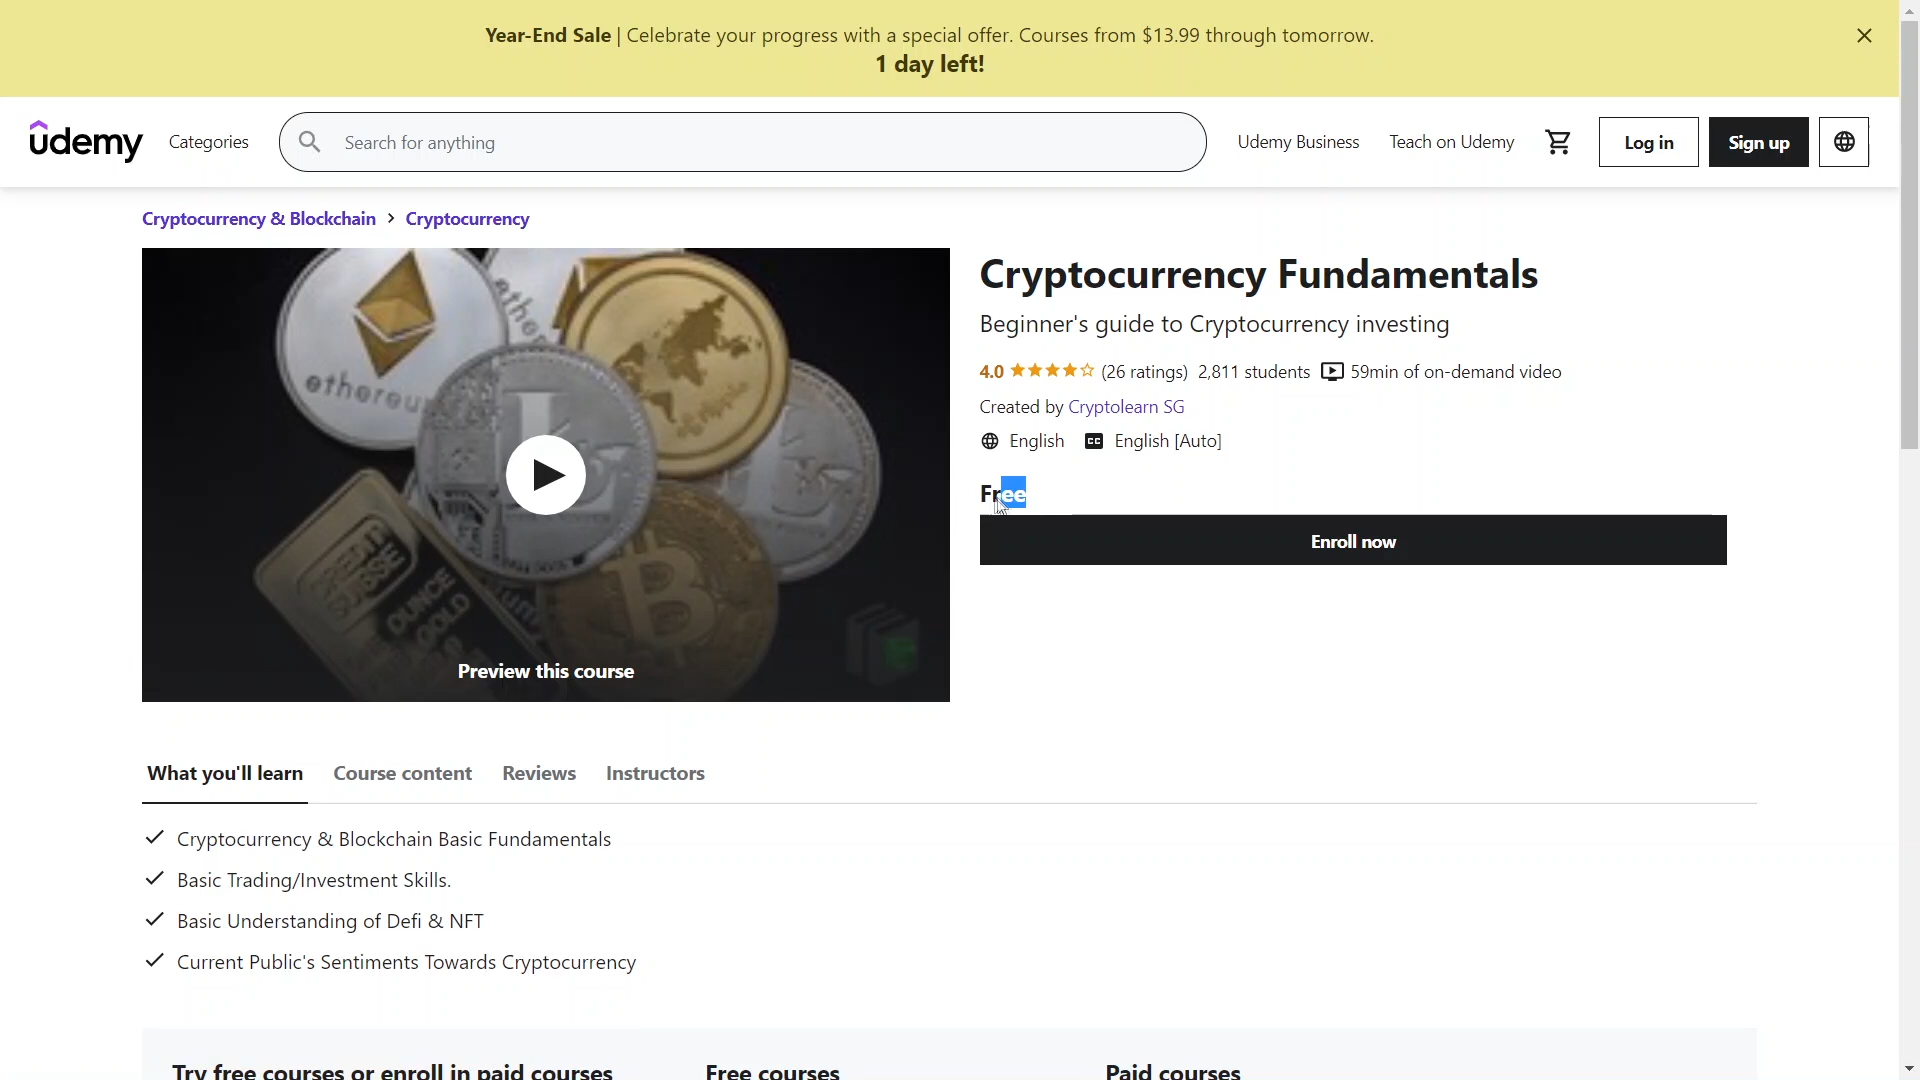 Year-End Sale | Celebrate your progress with a special offer. Courses from $13.99 through tomorrow.
1 day left!
ûdemy
Categories
Search for anything
Udemy Business
Teach on Udemy
Log in
Sign up
Cryptocurrency & Blockchain > Cryptocurrency
ethereum
OUNCE
GOLD
Preview this course
Cryptocurrency Fundamentals
Beginner's guide to Cryptocurrency investing
4.0 (26 ratings) 2,811 students 59min of on-demand video
Created by Cryptolearn SG
English CC English [Auto]
Free
Enroll now
What you'll learn
Course content
Reviews
Instructors
Cryptocurrency & Blockchain Basic Fundamentals
Basic Trading/Investment Skills.
Basic Understanding of Defi & NFT
Current Public's Sentiments Towards Cryptocurrency
Try free courses or enroll in paid courses
Free courses
Paid courses